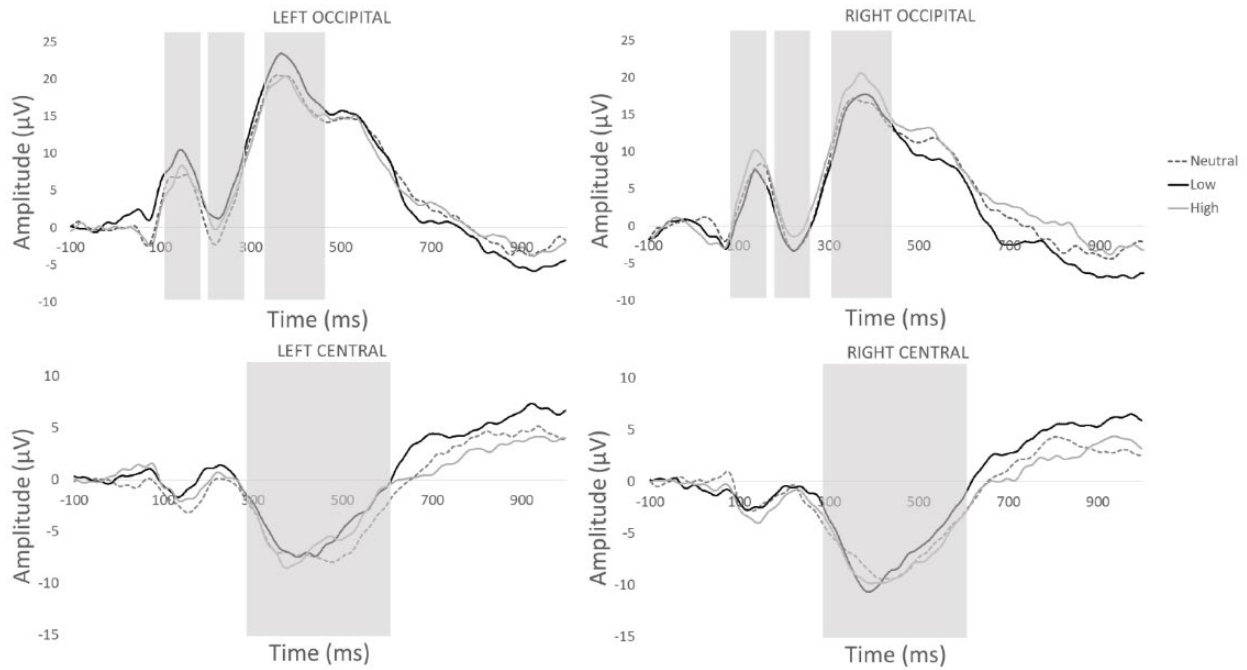 LEFT OCCIPITAL
Amplitude (µV)
30
25
20
15
10
5
0
-5
-10
-100 100 300 500 700 900
Time (ms)
RIGHT OCCIPITAL
Amplitude (µV)
25
20
15
10
5
0
-5
-10
-100 100 300 500 700 900
Time (ms)
Neutral
Low
High
LEFT CENTRAL
Amplitude (µV)
10
5
0
-5
-10
-15
-100 100 300 500 700 900
Time (ms)
RIGHT CENTRAL
Amplitude (µV)
10
5
0
-5
-10
-15
-100 100 300 500 700 900
Time (ms)